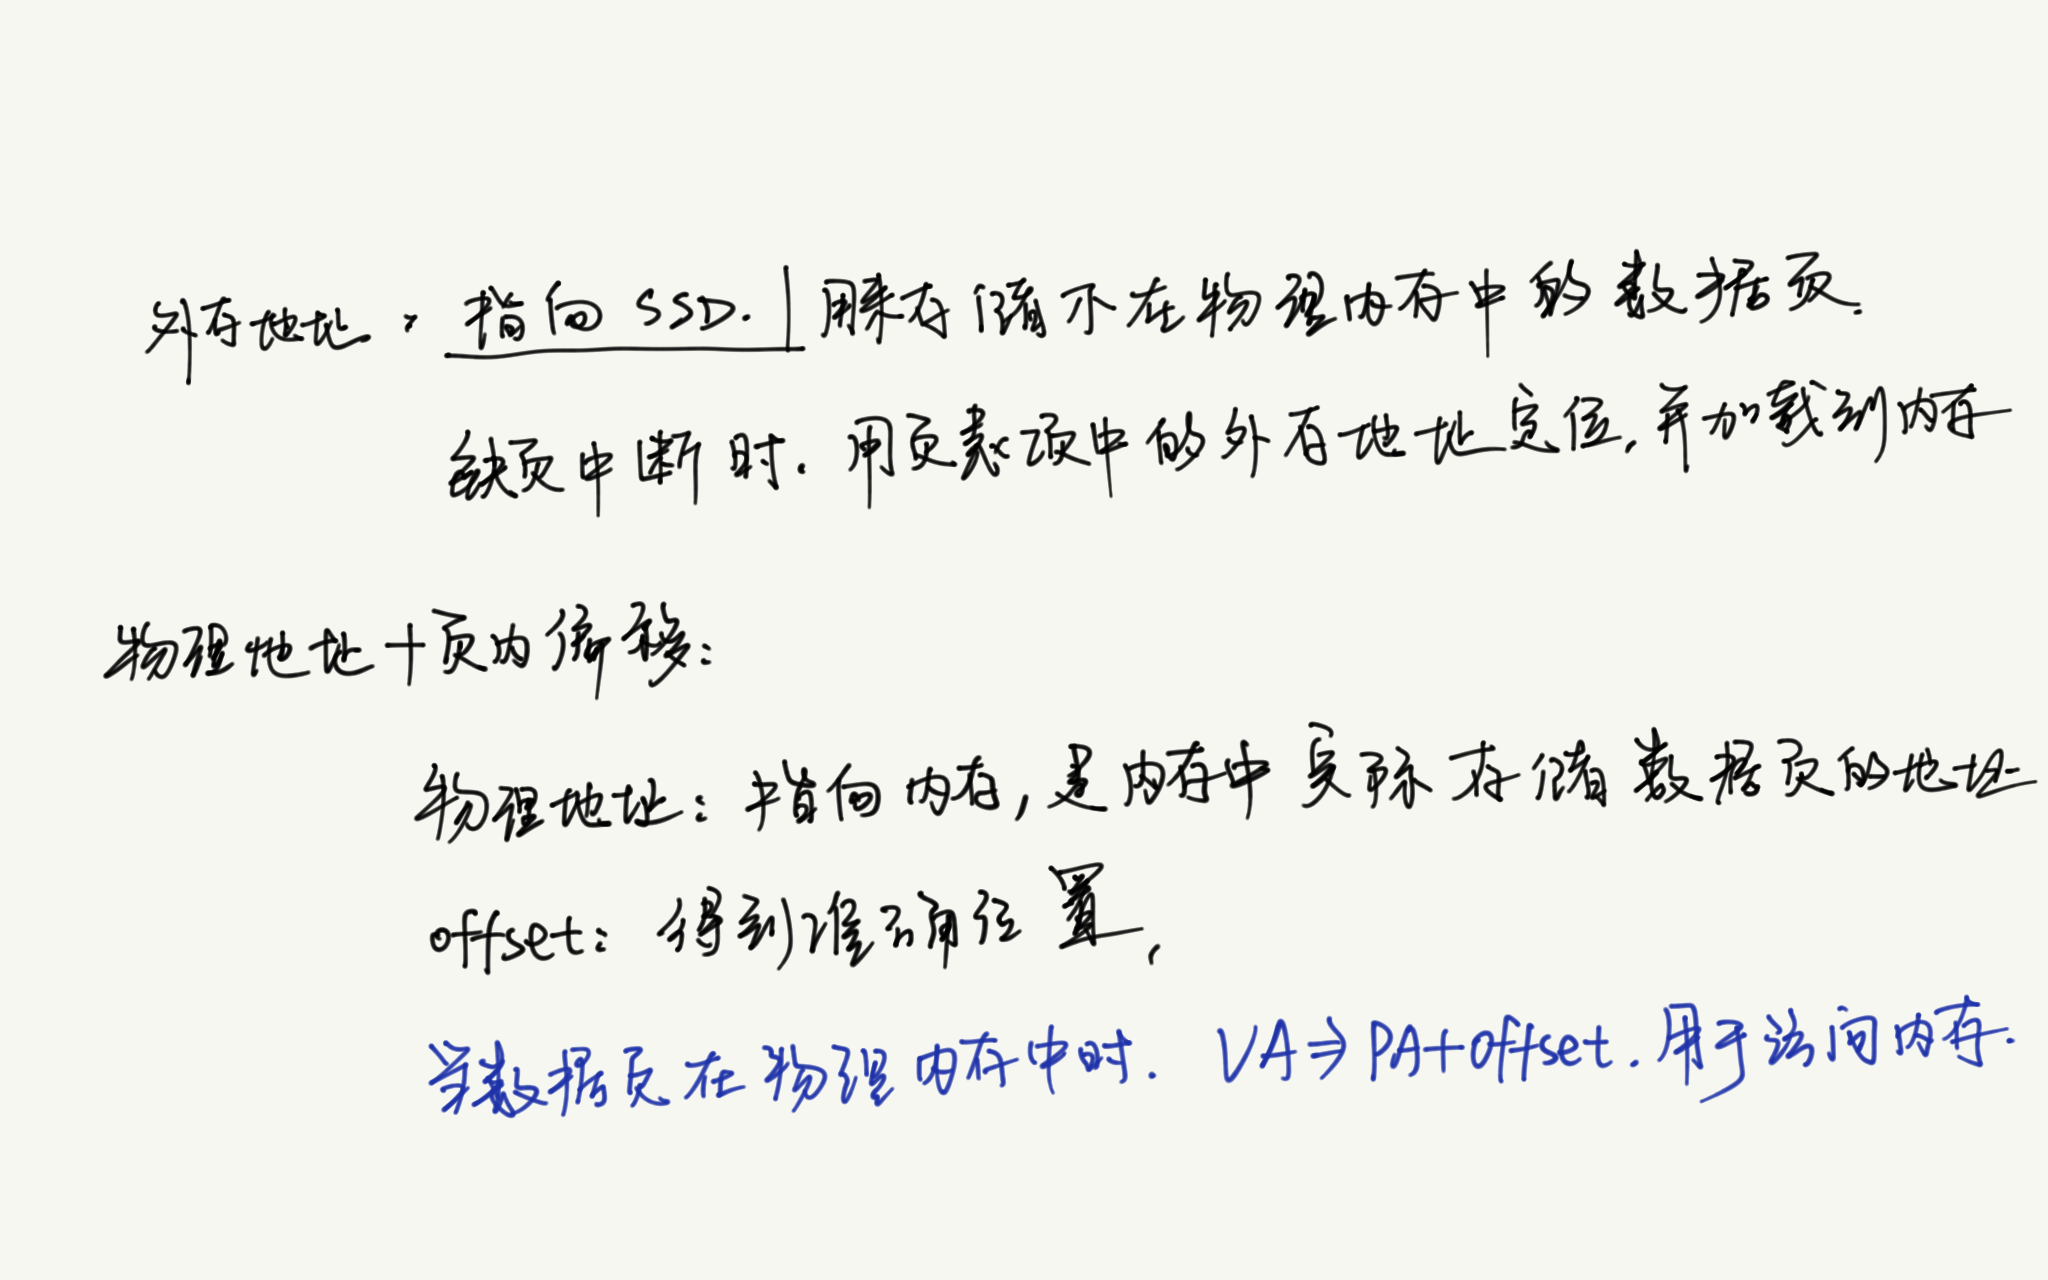 外存地址: 指向SSD.|用来存储不在物理内存中的数据页.
缺页中断时.用页表项中的外存地址定位,并加载到内存
物理地址+页内偏移:
物理地址:指向内存,是内存中实际存储数据页的地址
offset: 得到准确位置,
当数据页在物理内存中时. VA⇒PA+offset.用于访问内存.